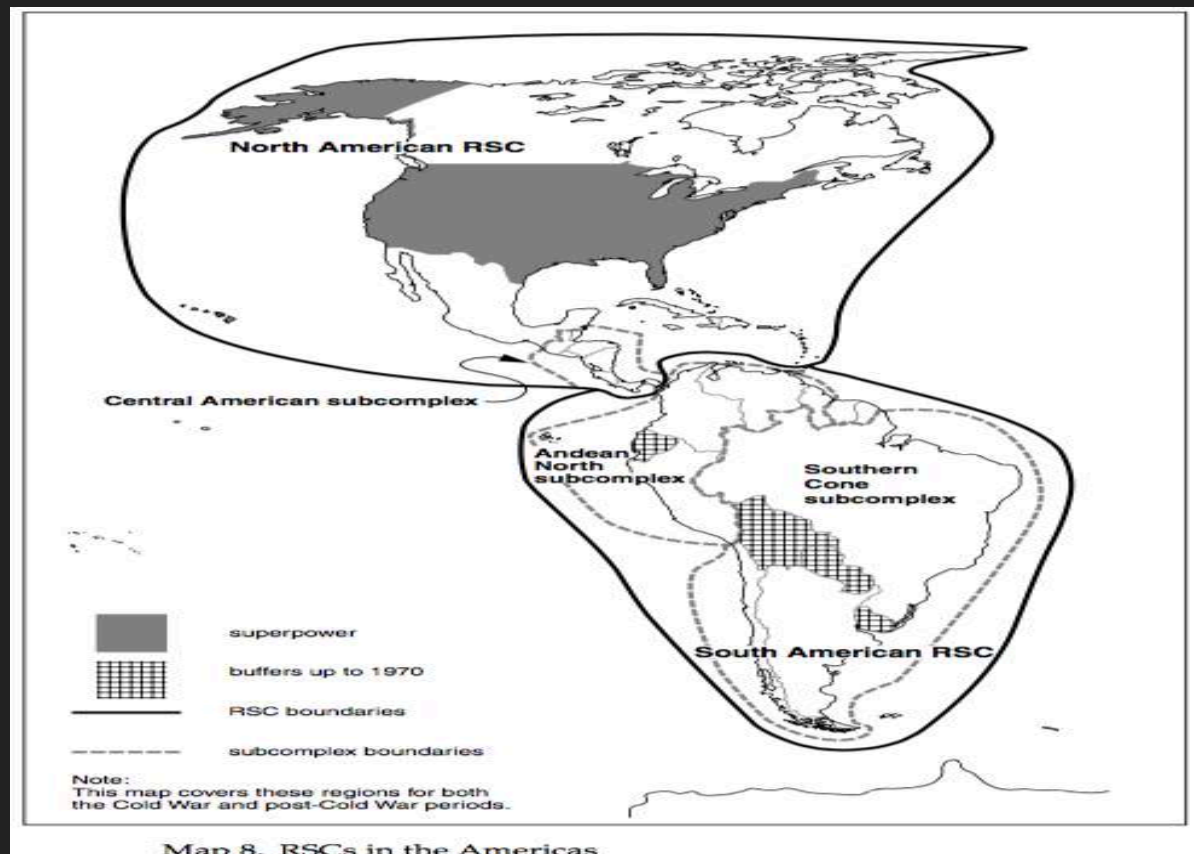 North American RSC
Central American subcomplex
Andean
North
subcomplex
Southern
Cone
subcomplex
South American RSC
superpower
buffers up to 1970
RSC boundaries
subcomplex boundaries
Note:
This map covers these regions for both
the Cold War and post-Cold War periods.
Map 8. RSCs in the Americas